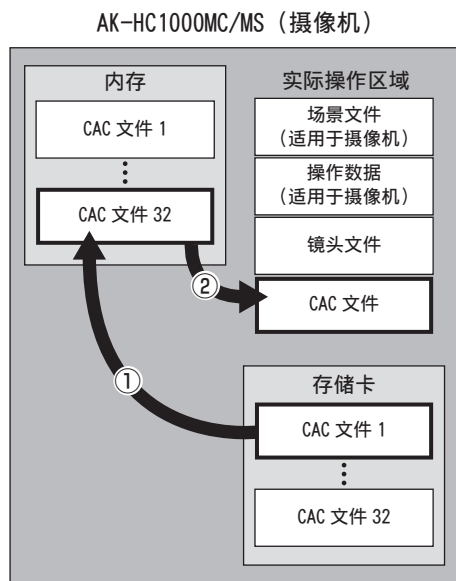 AK-HC1000MC/MS（摄像机）
内存
CAC 文件 1
CAC 文件 32
实际操作区域
场景文件
（适用于摄像机）
操作数据
（适用于摄像机）
镜头文件
CAC 文件
②
①
存储卡
CAC 文件 1
CAC 文件 32